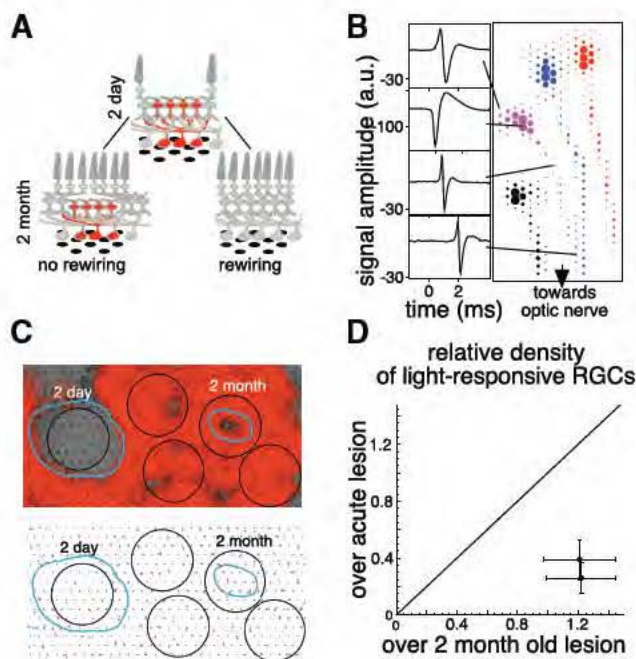 A
2 day
2 month
no rewiring
rewiring
B
signal amplitude (a.u.)
-30
100
-30
-30
0
2
time (ms)
towards
optic nerve
C
2 day
2 month
2 day
2 month
D
relative density
of light-responsive RGCs
over acute lesion
1.2
0.8
0.4
0
0
0.4
0.8
1.2
over 2 month old lesion